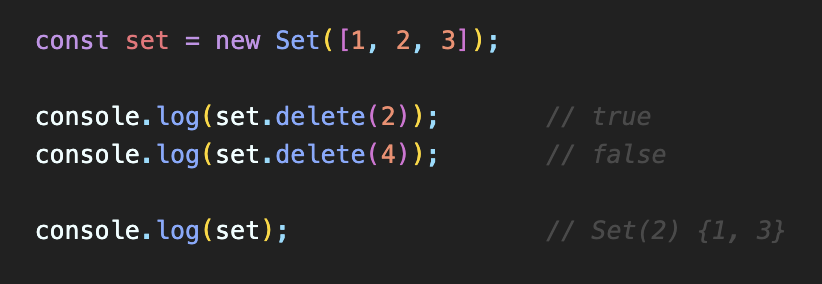 const set = new Set([1, 2, 3]);
console.log(set.delete(2));       // true
console.log(set.delete(4));       // false
console.log(set);                 // Set(2) {1, 3}